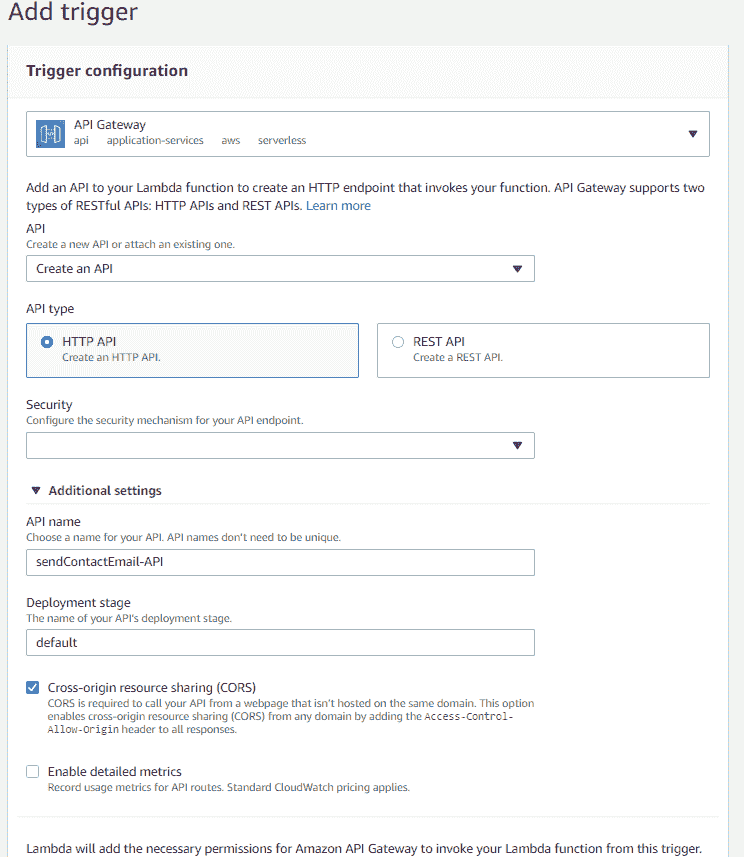 Add trigger
Trigger configuration
API Gateway
api application-services aws serverless
Add an API to your Lambda function to create an HTTP endpoint that invokes your function. API Gateway supports two
types of RESTful APIs: HTTP APIs and REST APIs. Learn more
API
Create a new API or attach an existing one.
Create an API
API type
HTTP API
Create an HTTP API.
REST API
Create a REST API.
Security
Configure the security mechanism for your API endpoint.
Additional settings
API name
Choose a name for your API. API names don't need to be unique.
sendContactEmail-API
Deployment stage
The name of your API's deployment stage.
default
Cross-origin resource sharing (CORS)
CORS is required to call your API from a webpage that isn't hosted on the same domain. This option
enables cross-origin resource sharing (CORS) from any domain by adding the Access-Control-
Allow-Origin header to all responses.
Enable detailed metrics
Record usage metrics for API routes. Standard CloudWatch pricing applies.
Lambda will add the necessary permissions for Amazon API Gateway to invoke your Lambda function from this trigger.